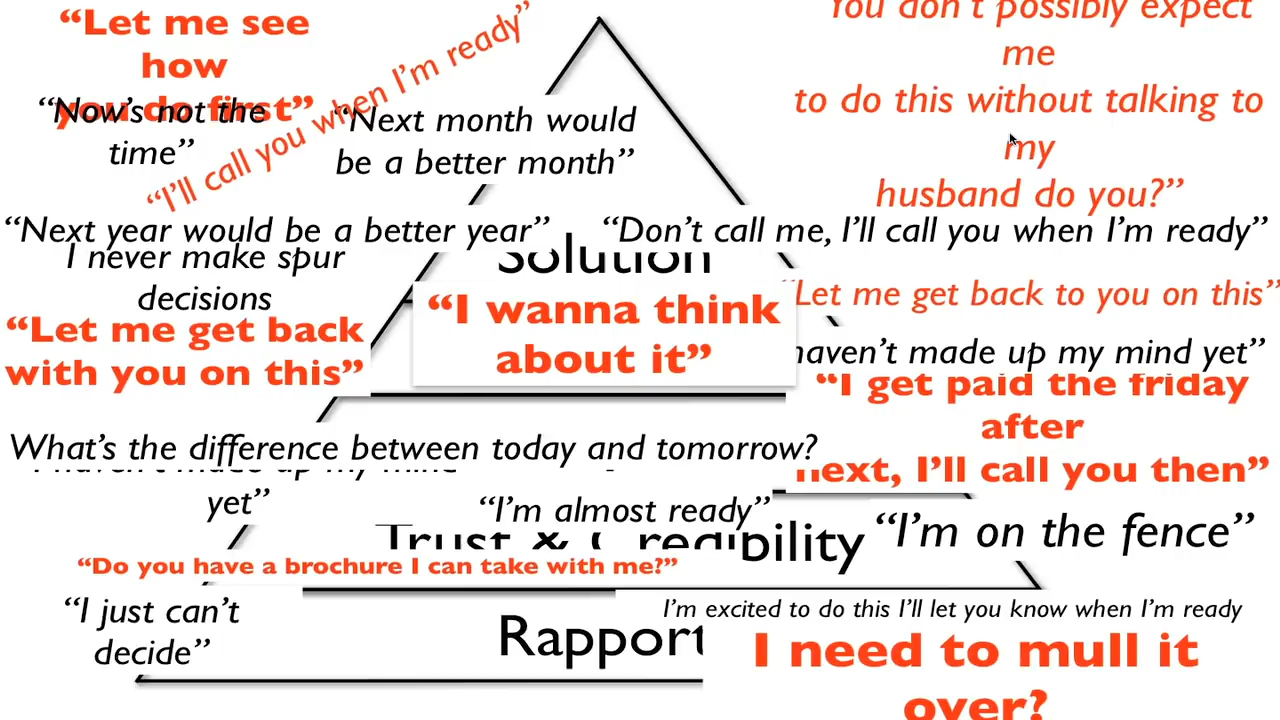 “Let me see
how
you do first”
“Now’s not the
time”
“I’ll call you when I’m ready”
“Next month would
be a better month”
You don’t possibly expect
me
to do this without talking to
my
husband do you?”
“Next year would be a better year”
“Don’t call me, I’ll call you when I’m ready”
I never make spur
decisions
Solution
“Let me get back
with you on this”
“I wanna think
about it”
“Let me get back to you on this”
haven’t made up my mind yet”
“I get paid the friday
after
next, I’ll call you then”
What’s the difference between today and tomorrow?
I haven’t made up my mind
yet”
“I’m almost ready”
Trust & Credibility
“I’m on the fence”
“Do you have a brochure I can take with me?”
“I just can’t
decide”
Rapport
I’m excited to do this I’ll let you know when I’m ready
I need to mull it
over?